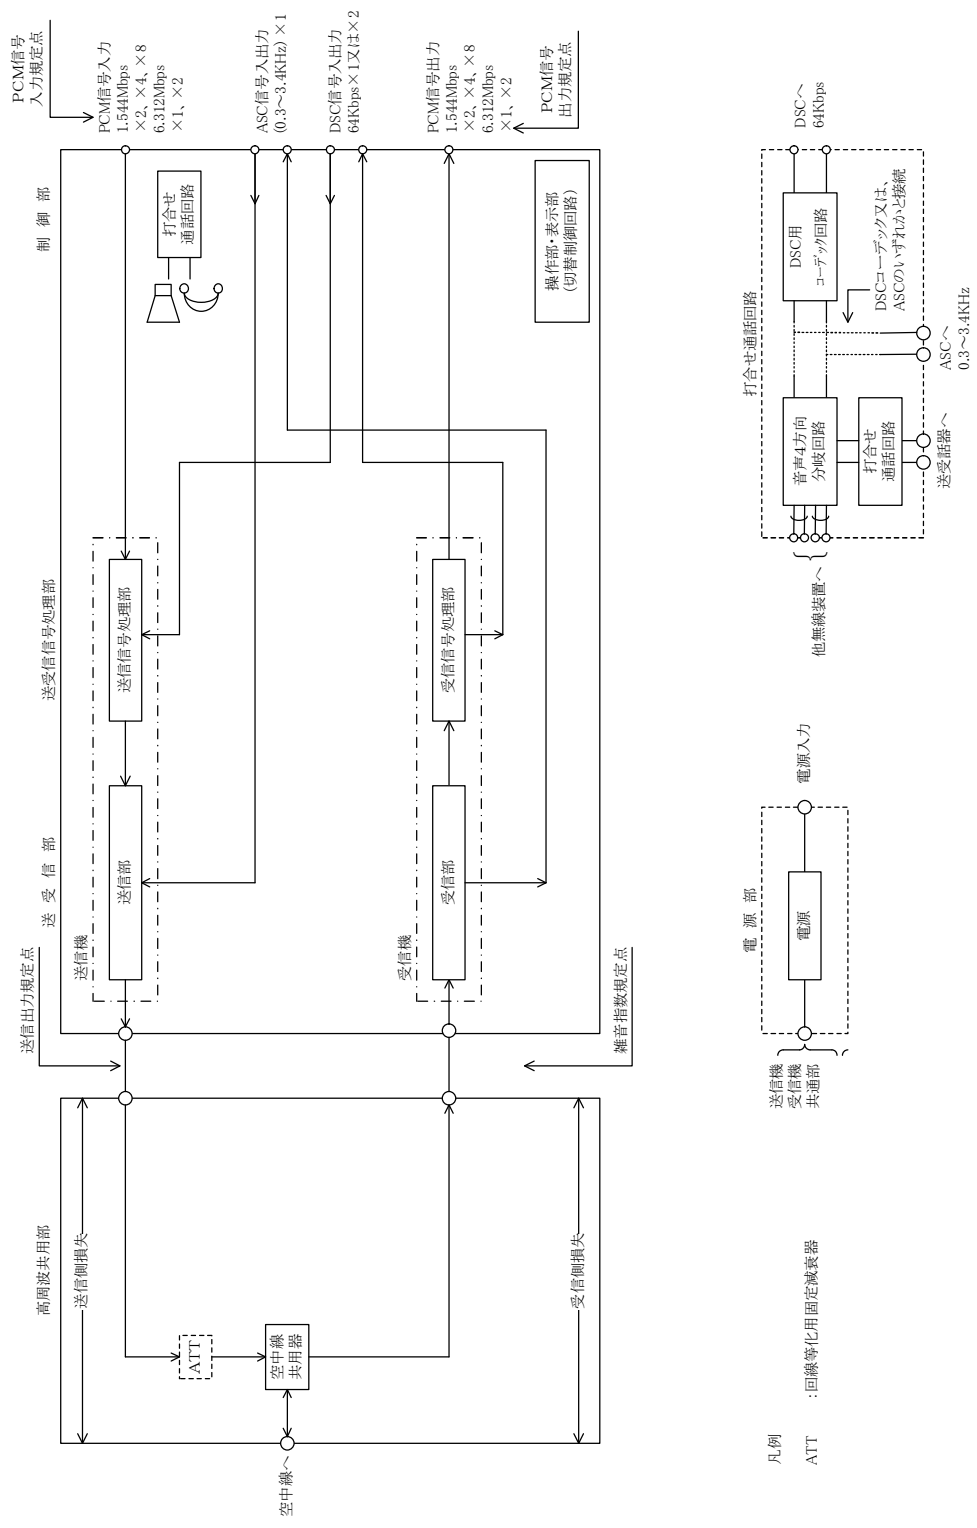 高周波共用部
送信側損失
ATT
空中線
共用器
空中線へ
受信側損失
送信出力規定点
雑音指数規定点
送 受 信 部
送信機
送信部
受信機
受信部
送受信信号処理部
送信信号処理部
受信信号処理部
制 御 部
打合せ
通話回路
操作部・表示部
(切替制御回路)
PCM信号
入力規定点
PCM信号入力
1.544Mbps
×2、×4、×8
6.312Mbps
×1、×2
ASC信号入出力
(0.3～3.4KHz) ×1
DSC信号入出力
64Kbps×1又は×2
PCM信号出力
1.544Mbps
×2、×4、×8
6.312Mbps
×1、×2
PCM信号
出力規定点
凡例
ATT :回線等化用固定減衰器
電 源 部
電源
電源入力
送信機
受信機
共通部
打合せ通話回路
他無線装置へ
音声4方向
分岐回路
打合せ
通話回路
送受話器へ
DSC用
コーデック回路
DSCコーデック又は、
ASCのいずれかと接続
ASCへ
0.3～3.4KHz
DSCへ
64Kbps